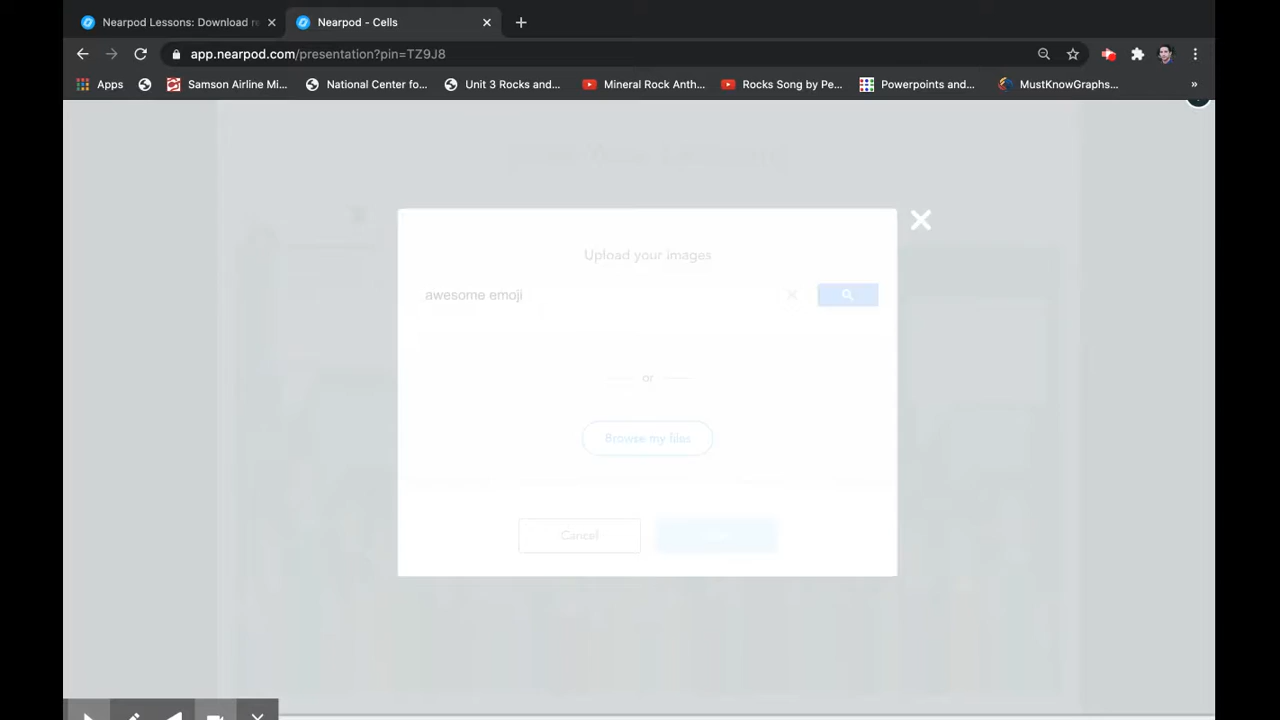 Nearpod Lessons: Download re
Nearpod - Cells
app.nearpod.com/presentation?pin=TZ9J8
Apps
Samson Airline Mi...
National Center fo...
Unit 3 Rocks and...
Mineral Rock Anth...
Rocks Song by Pe...
Powerpoints and...
MustKnowGraphs...
»
Upload your images
awesome emoji
or
Browse my files
Cancel